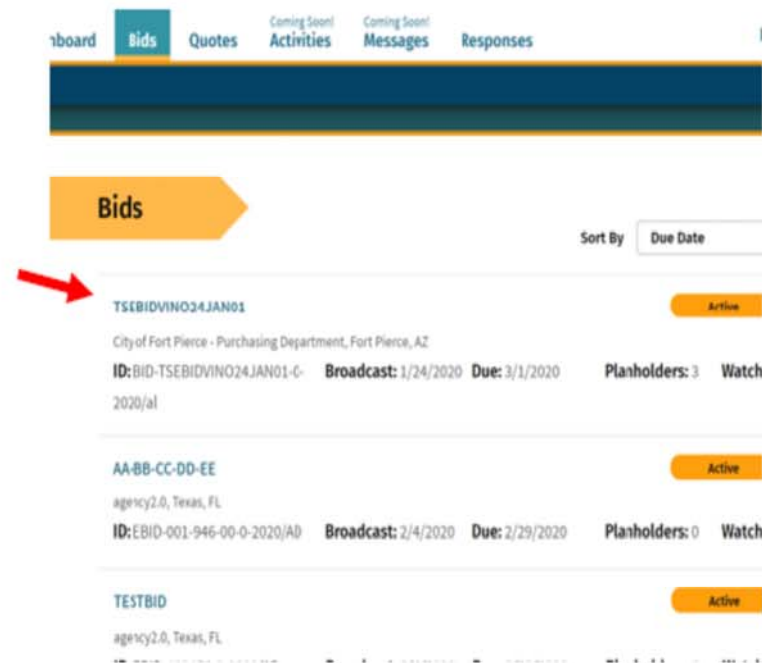 Coming Soon! Coming Soon!
Bids Quotes Activities Messages Responses
Bids
Sort By Due Date
TSEBIDVINO24JAN01 Active
City of Fort Pierce - Purchasing Department, Fort Pierce, AZ
ID: BID-TSEBIDVINO24JAN01-0- Broadcast: 1/24/2020 Due: 3/1/2020 Planholders: 3 Watch
2020/al
AA-BB-CC-DD-EE Active
agency2.0, Texas, FL
ID: EBID-001-946-00-0-2020/AD Broadcast: 2/4/2020 Due: 2/29/2020 Planholders: 0 Watch
TESTBID Active
agency2.0, Texas, FL